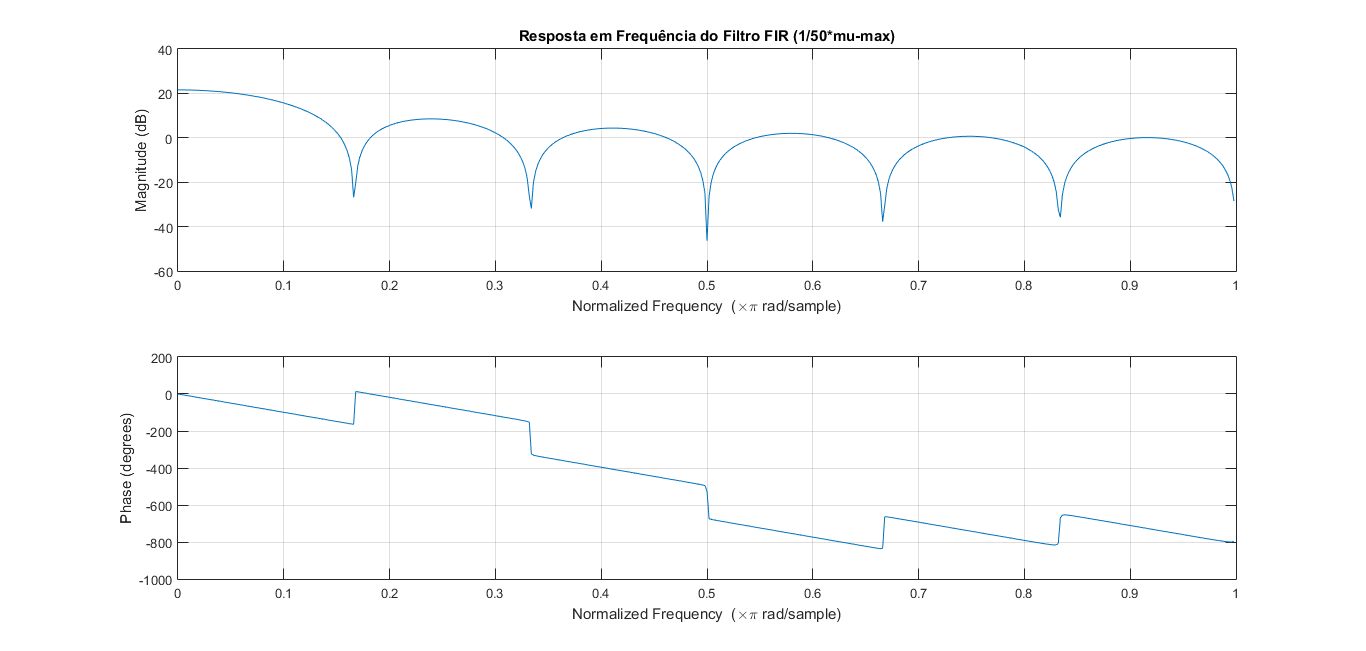 Resposta em Frequência do Filtro FIR (1/50*mu-max)
40
20
0
-20
-40
-60
Magnitude (dB)
0 0.1 0.2 0.3 0.4 0.5 0.6 0.7 0.8 0.9 1
Normalized Frequency (×π rad/sample)
200
0
-200
-400
-600
-800
-1000
Phase (degrees)
0 0.1 0.2 0.3 0.4 0.5 0.6 0.7 0.8 0.9 1
Normalized Frequency (×π rad/sample)